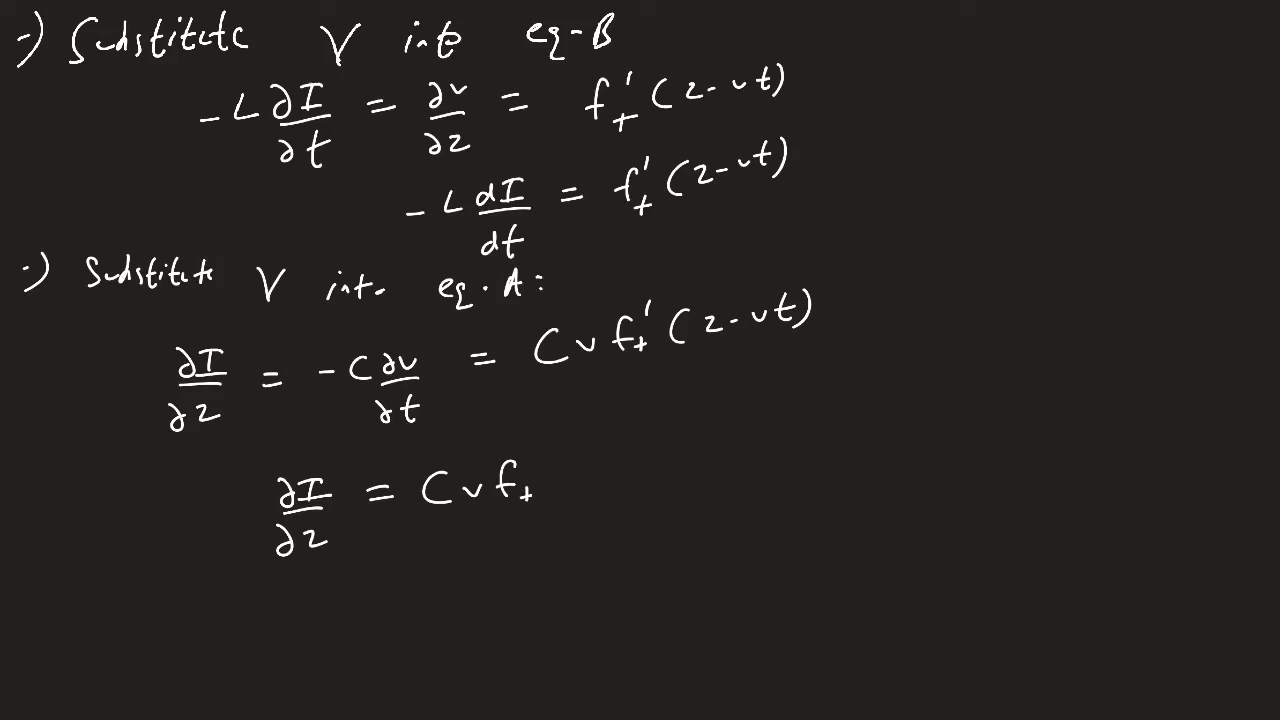 -) Substitute V into eq-B
-L ∂I/∂t = ∂v/∂z = f₊′(z-vt)
-L dI/dt = f₊′(z-vt)
-) Substitute V into eq. A:
∂I/∂z = -C ∂v/∂t = C v f₊′(z-vt)
∂I/∂z = C v f₊